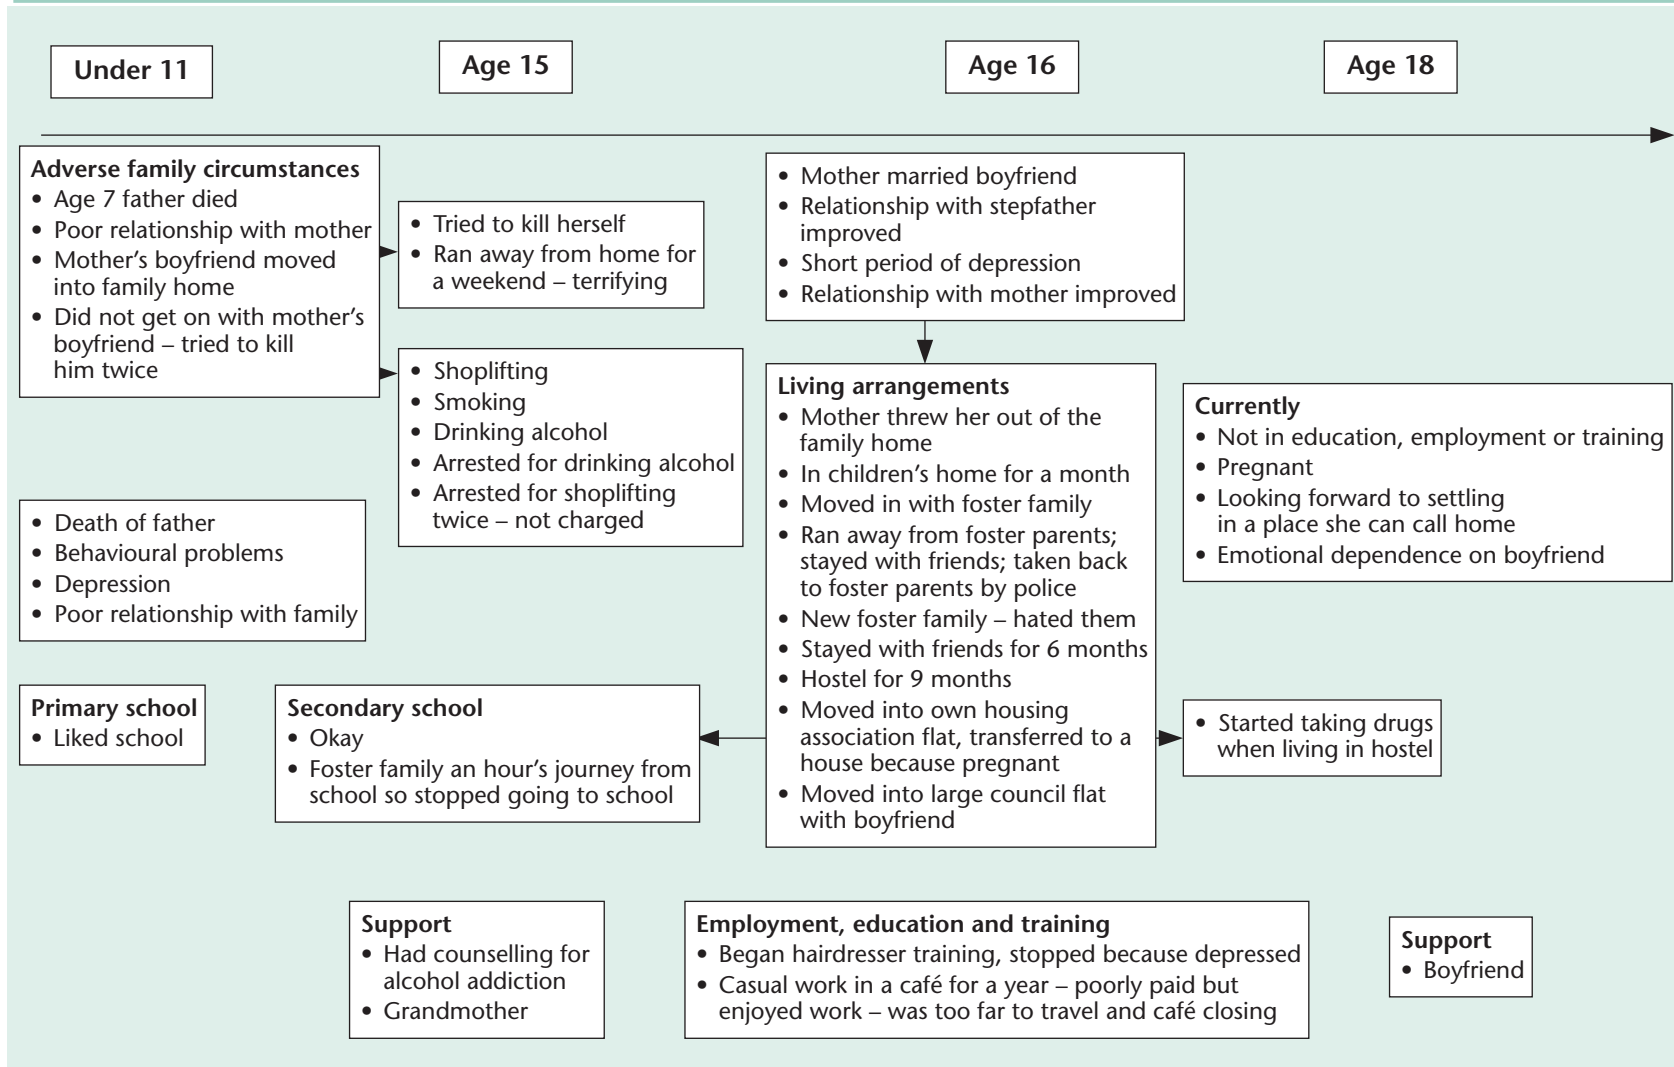 Under 11
Age 15
Age 16
Age 18
Adverse family circumstances
• Age 7 father died
• Poor relationship with mother
• Mother’s boyfriend moved
into family home
• Did not get on with mother’s
boyfriend – tried to kill
him twice
• Tried to kill herself
• Ran away from home for
a weekend – terrifying
• Shoplifting
• Smoking
• Drinking alcohol
• Arrested for drinking alcohol
• Arrested for shoplifting
twice – not charged
• Death of father
• Behavioural problems
• Depression
• Poor relationship with family
Primary school
• Liked school
Secondary school
• Okay
• Foster family an hour’s journey from
school so stopped going to school
• Mother married boyfriend
• Relationship with stepfather
improved
• Short period of depression
• Relationship with mother improved
Living arrangements
• Mother threw her out of the
family home
• In children’s home for a month
• Moved in with foster family
• Ran away from foster parents;
stayed with friends; taken back
to foster parents by police
• New foster family – hated them
• Stayed with friends for 6 months
• Hostel for 9 months
• Moved into own housing
association flat, transferred to a
house because pregnant
• Moved into large council flat
with boyfriend
Currently
• Not in education, employment or training
• Pregnant
• Looking forward to settling
in a place she can call home
• Emotional dependence on boyfriend
• Started taking drugs
when living in hostel
Support
• Had counselling for
alcohol addiction
• Grandmother
Employment, education and training
• Began hairdresser training, stopped because depressed
• Casual work in a café for a year – poorly paid but
enjoyed work – was too far to travel and café closing
Support
• Boyfriend